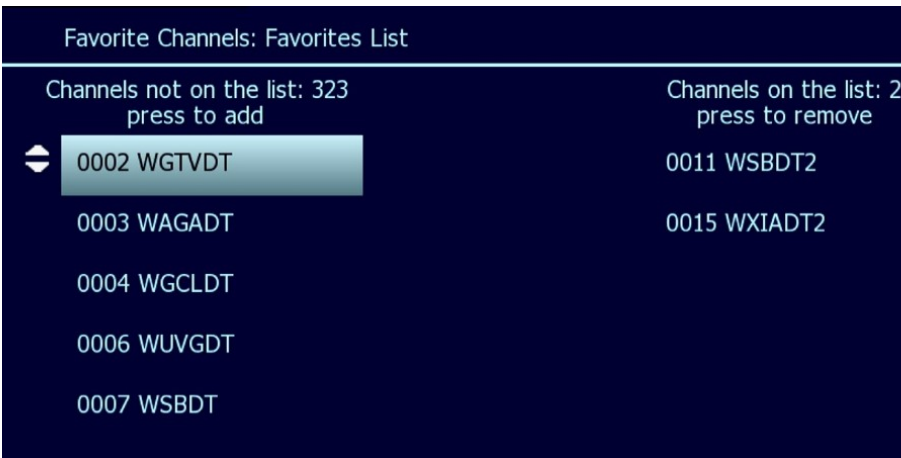 Favorite Channels: Favorites List
Channels not on the list: 323
press to add
0002 WGTVDT
0003 WAGADT
0004 WGCLDT
0006 WUVGDT
0007 WSBDT
Channels on the list: 2
press to remove
0011 WSBDT2
0015 WXIADT2